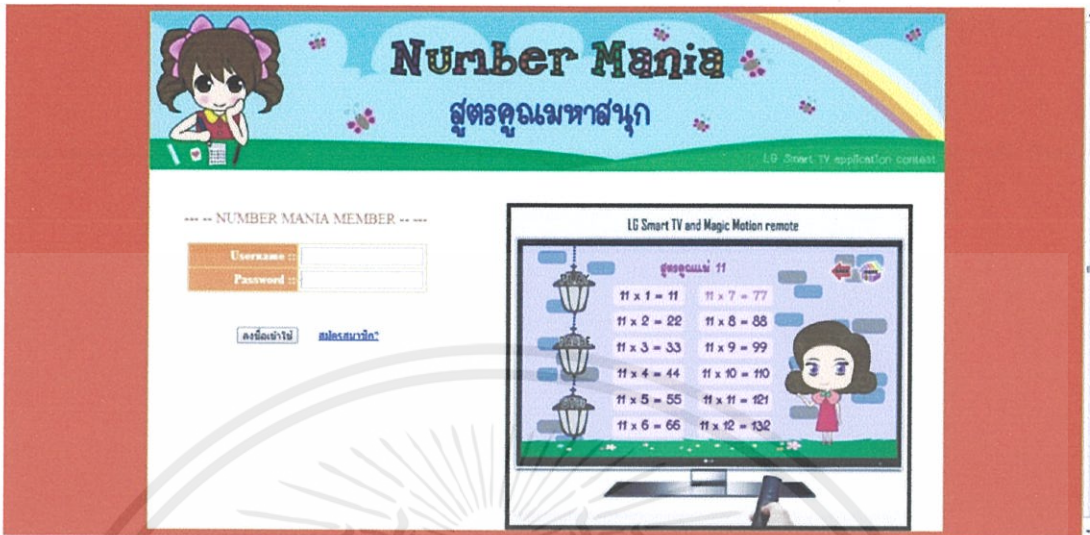 Number Mania
สูตรคูณมหาสนุก
LG Smart TV application contest
--- -- NUMBER MANIA MEMBER -- ---
Username ::
Password ::
ลงชื่อเข้าใช้ สมัครสมาชิก?
LG Smart TV and Magic Motion remote
สูตรคูณแม่ 11
11 x 1 = 11 11 x 7 = 77
11 x 2 = 22 11 x 8 = 88
11 x 3 = 33 11 x 9 = 99
11 x 4 = 44 11 x 10 = 110
11 x 5 = 55 11 x 11 = 121
11 x 6 = 66 11 x 12 = 132